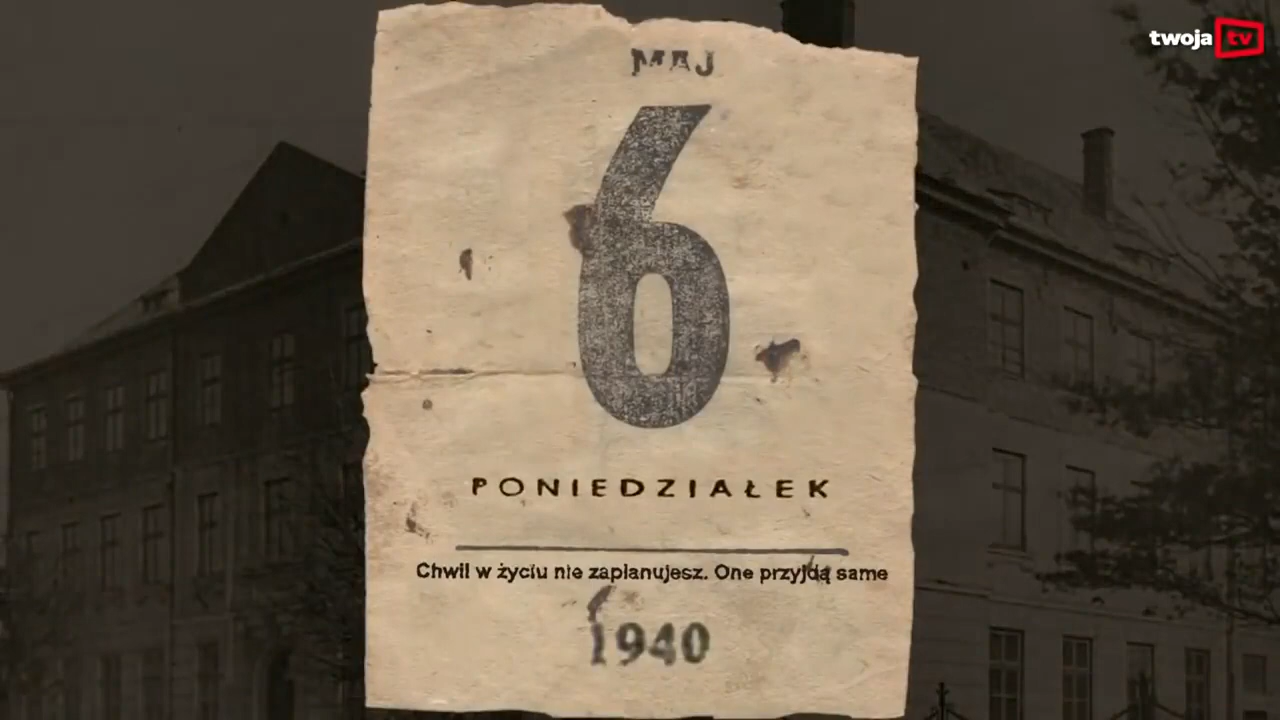 twoja tv
MAJ
6
PONIEDZIAŁEK
Chwil w życiu nie zaplanujesz. One przyjdą same
1940